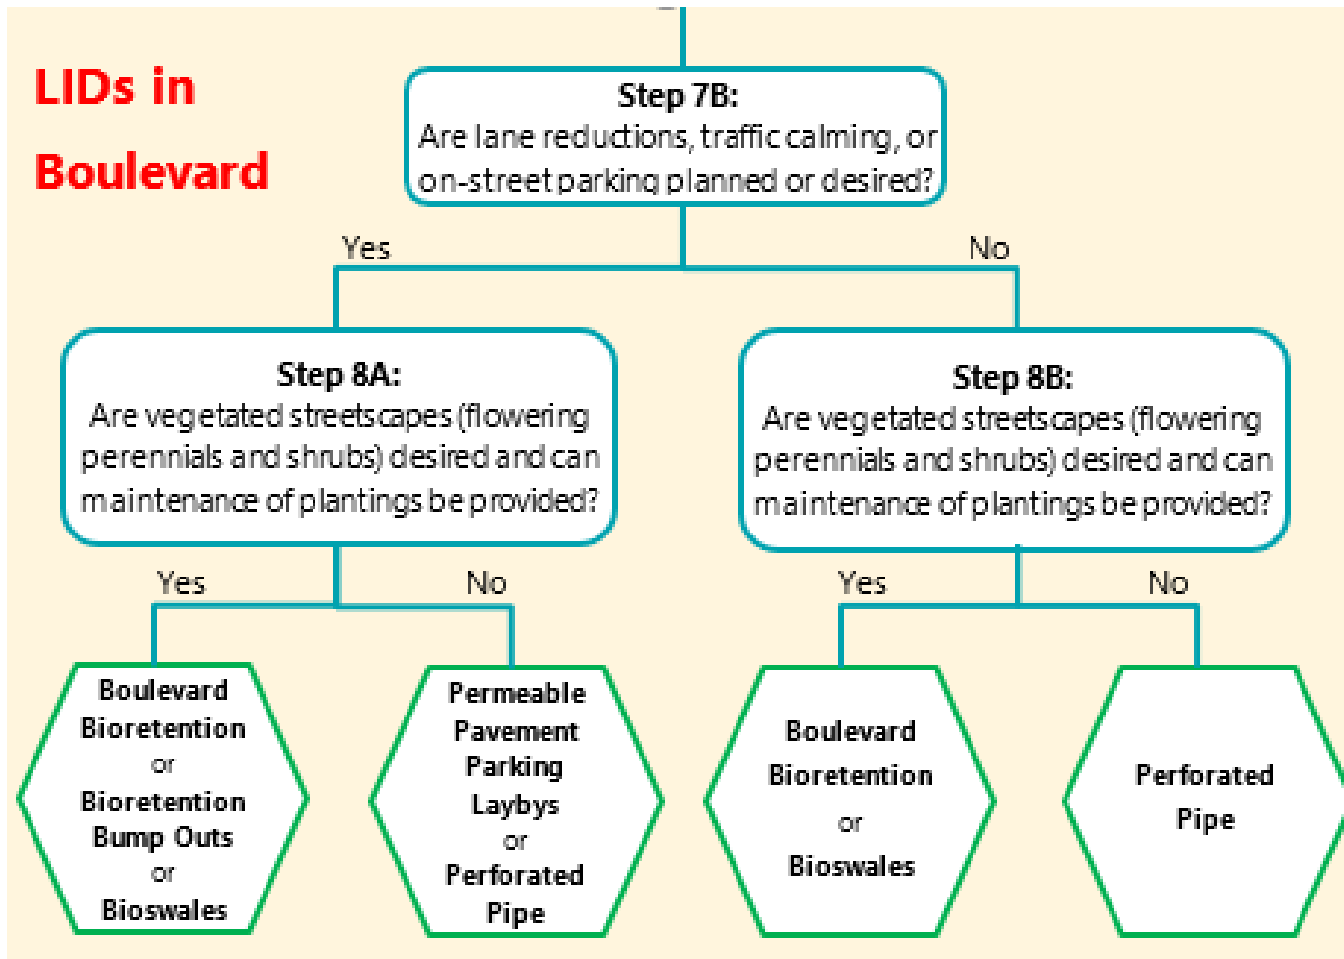 LIDs in
Boulevard
Step 7B:
Are lane reductions, traffic calming, or
on-street parking planned or desired?
Yes
No
Step 8A:
Are vegetated streetscapes (flowering
perennials and shrubs) desired and can
maintenance of plantings be provided?
Step 8B:
Are vegetated streetscapes (flowering
perennials and shrubs) desired and can
maintenance of plantings be provided?
Yes
No
Yes
No
Boulevard
Bioretention
or
Bioretention
Bump Outs
or
Bioswales
Permeable
Pavement
Parking
Laybys
or
Perforated
Pipe
Boulevard
Bioretention
or
Bioswales
Perforated
Pipe